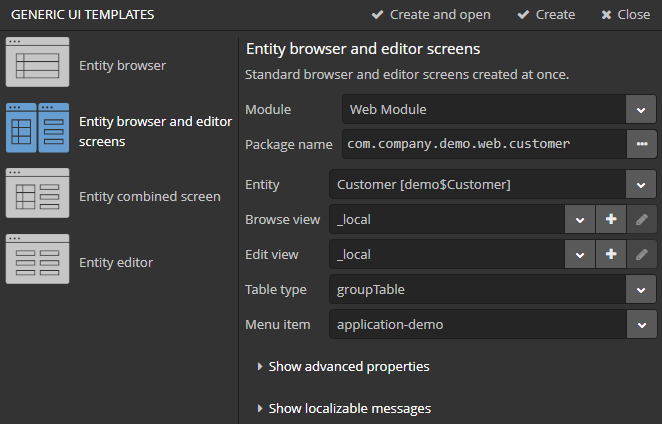 GENERIC UI TEMPLATES
Create and open
Create
Close
Entity browser
Entity browser and editor
screens
Entity combined screen
Entity editor
Entity browser and editor screens
Standard browser and editor screens created at once.
Module
Web Module
Package name
com.company.demo.web.customer
Entity
Customer [demo$Customer]
Browse view
_local
Edit view
_local
Table type
groupTable
Menu item
application-demo
Show advanced properties
Show localizable messages